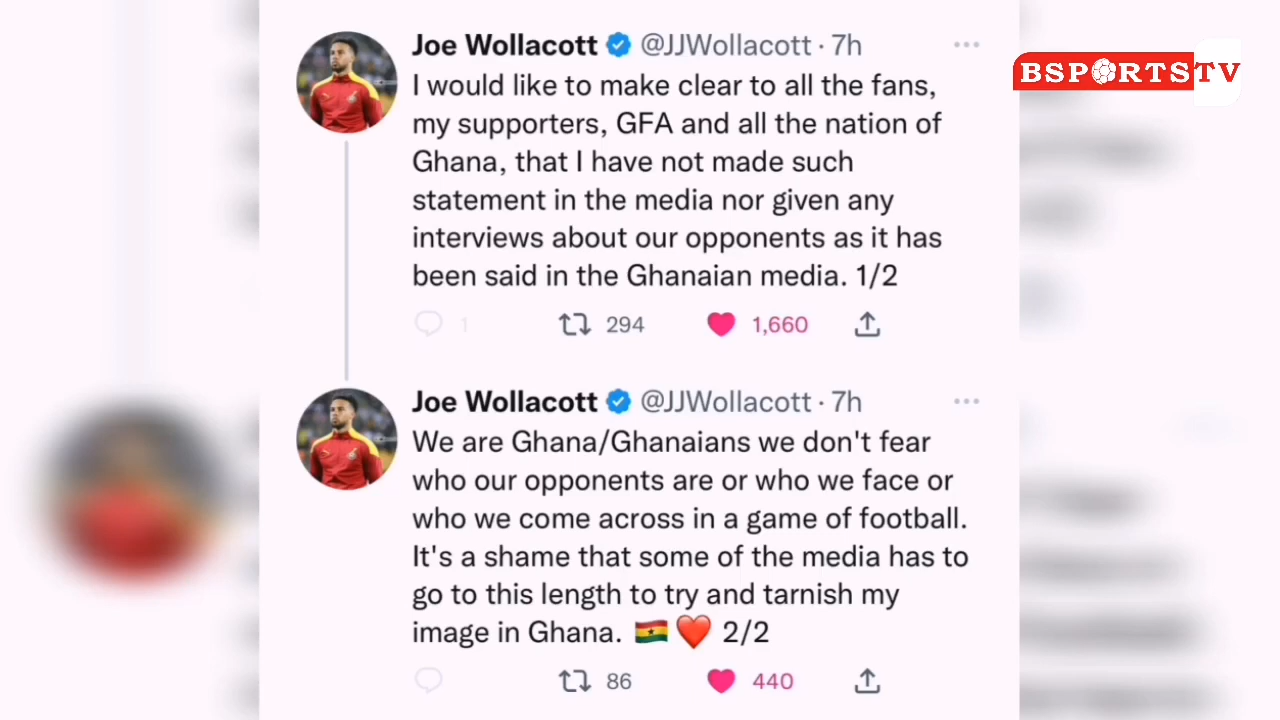 Joe Wollacott @JJWollacott · 7h
BSPORTSTV
I would like to make clear to all the fans,
my supporters, GFA and all the nation of
Ghana, that I have not made such
statement in the media nor given any
interviews about our opponents as it has
been said in the Ghanaian media. 1/2
1 294 1,660
Joe Wollacott @JJWollacott · 7h
We are Ghana/Ghanaians we don't fear
who our opponents are or who we face or
who we come across in a game of football.
It's a shame that some of the media has to
go to this length to try and tarnish my
image in Ghana. 🇬🇭❤️ 2/2
86 440